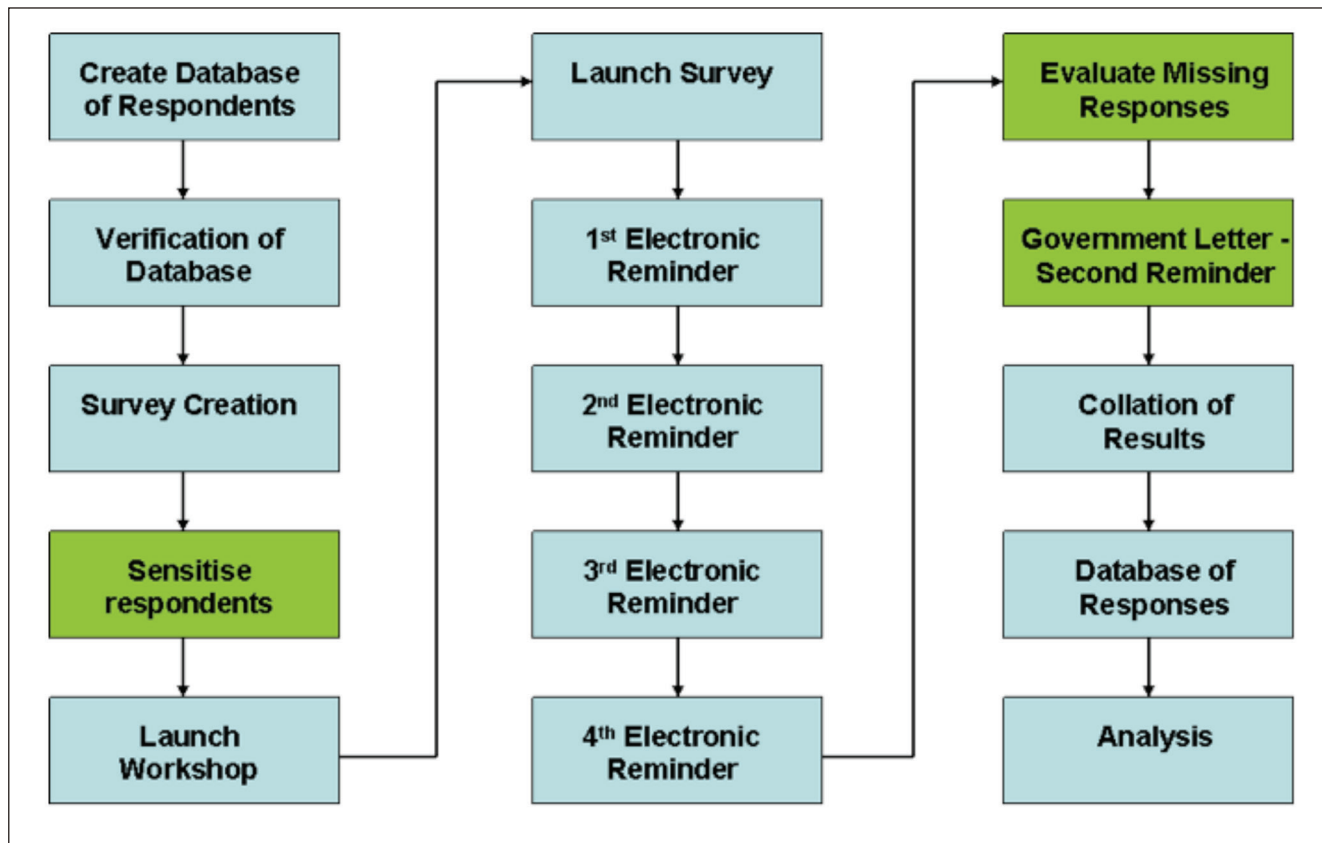 Create Database
of Respondents
Verification of
Database
Survey Creation
Sensitise
respondents
Launch
Workshop
Launch Survey
1st Electronic
Reminder
2nd Electronic
Reminder
3rd Electronic
Reminder
4th Electronic
Reminder
Evaluate Missing
Responses
Government Letter -
Second Reminder
Collation of
Results
Database of
Responses
Analysis